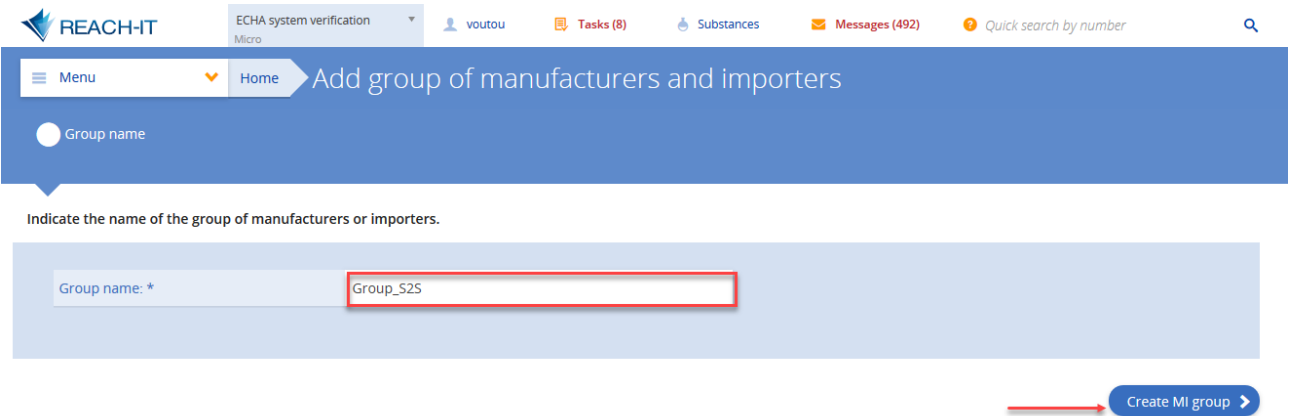 REACH-IT ECHA system verification voutou Tasks (8) Substances Messages (492) Quick search by number
Micro
Menu Home Add group of manufacturers and importers
Group name
Indicate the name of the group of manufacturers or importers.
Group name: * Group_S2S
Create MI group